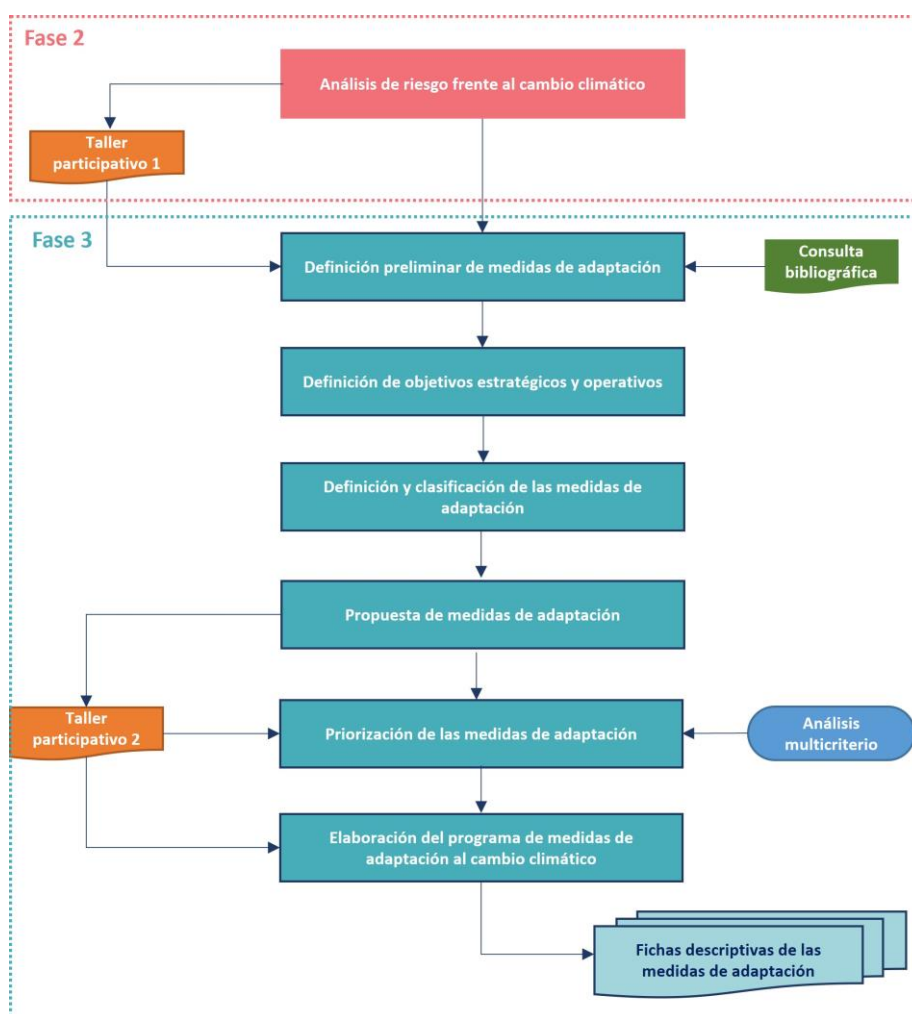 Fase 2
Análisis de riesgo frente al cambio climático
Taller
participativo 1
Fase 3
Definición preliminar de medidas de adaptación
Consulta
bibliográfica
Definición de objetivos estratégicos y operativos
Definición y clasificación de las medidas de
adaptación
Propuesta de medidas de adaptación
Taller
participativo 2
Priorización de las medidas de adaptación
Análisis
multicriterio
Elaboración del programa de medidas de
adaptación al cambio climático
Fichas descriptivas de las
medidas de adaptación